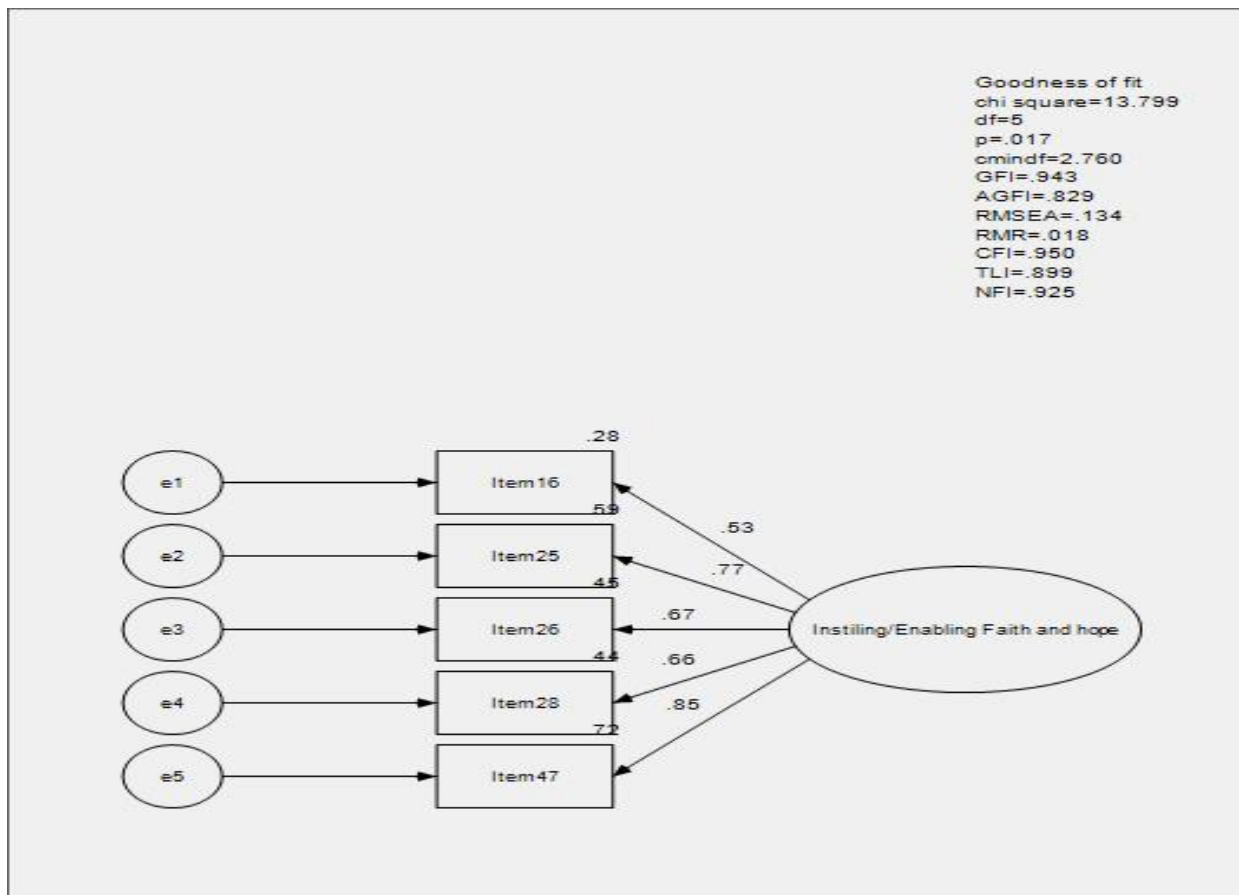 Goodness of fit
chi square=13.799
df=5
p=.017
cmindf=2.760
GFI=.943
AGFI=.829
RMSEA=.134
RMR=.018
CFI=.950
TLI=.899
NFI=.925
.28
e1
Item16
.53
.59
e2
Item25
.77
.45
e3
Item26
.67
Instiling/Enabling Faith and hope
.44
e4
Item28
.66
.72
e5
Item47
.85